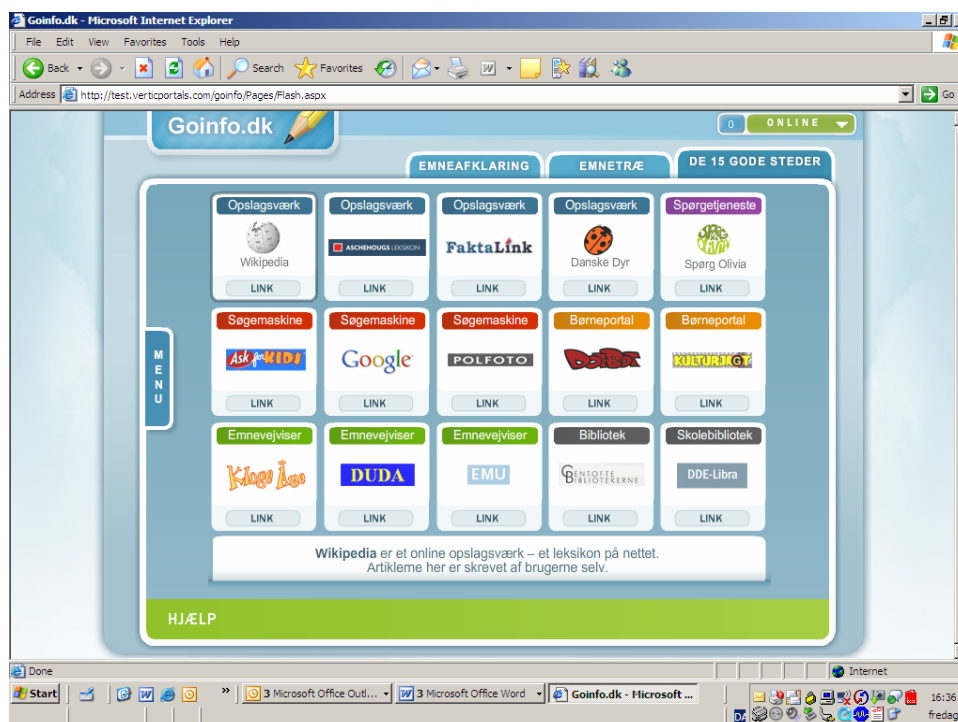 Goinfo.dk - Microsoft Internet Explorer
File Edit View Favorites Tools Help
Back Search Favorites
Address http://test.verticportals.com/goinfo/Pages/Flash.aspx Go
Goinfo.dk
0 ONLINE
EMNEAFKLARING EMNETRÆ DE 15 GODE STEDER
Opslagsværk Opslagsværk Opslagsværk Opslagsværk Spørgetjeneste
ASCHEHOUGS LEKSIKON FaktaLink SPØRG OLIVIA
Wikipedia Danske Dyr Spørg Olivia
LINK LINK LINK LINK LINK
Søgemaskine Søgemaskine Søgemaskine Børneportal Børneportal
Ask for KIDS Google POLFOTO DotBot KULTURJAGT
LINK LINK LINK LINK LINK
MENU
Emnevejviser Emnevejviser Emnevejviser Bibliotek Skolebibliotek
Kloge Åge DUDA EMU GENTOFTE BIBLIOTEKERNE DDE-Libra
LINK LINK LINK LINK LINK
Wikipedia er et online opslagsværk – et leksikon på nettet.
Artiklerne her er skrevet af brugerne selv.
HJÆLP
Done Internet
Start » 3 Microsoft Office Outl... 3 Microsoft Office Word Goinfo.dk - Microsoft ... 16:36
DA fredag